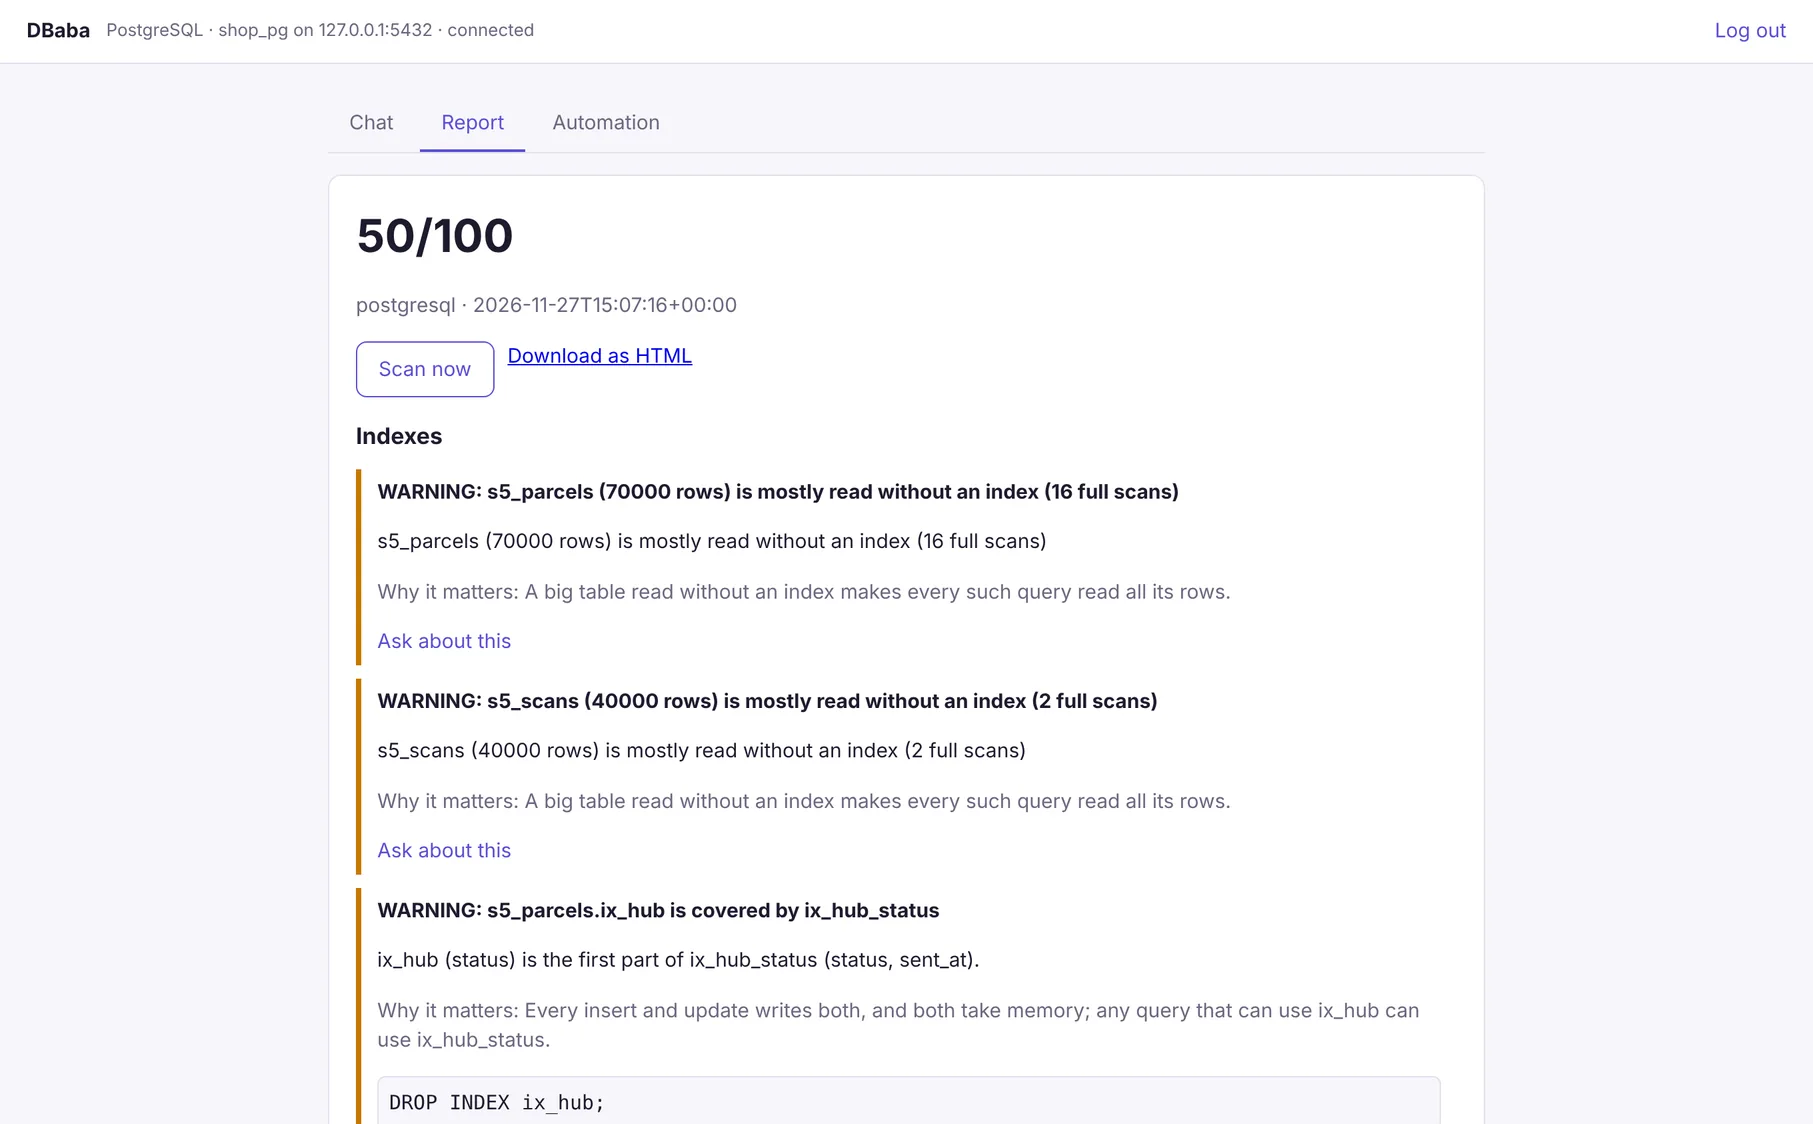 DBaba PostgreSQL · shop_pg on 127.0.0.1:5432 · connected Log out
Chat Report Automation
50/100
postgresql · 2026-11-27T15:07:16+00:00
Scan now Download as HTML
Indexes
WARNING: s5_parcels (70000 rows) is mostly read without an index (16 full scans)
s5_parcels (70000 rows) is mostly read without an index (16 full scans)
Why it matters: A big table read without an index makes every such query read all its rows.
Ask about this
WARNING: s5_scans (40000 rows) is mostly read without an index (2 full scans)
s5_scans (40000 rows) is mostly read without an index (2 full scans)
Why it matters: A big table read without an index makes every such query read all its rows.
Ask about this
WARNING: s5_parcels.ix_hub is covered by ix_hub_status
ix_hub (status) is the first part of ix_hub_status (status, sent_at).
Why it matters: Every insert and update writes both, and both take memory; any query that can use ix_hub can
use ix_hub_status.
DROP INDEX ix_hub;